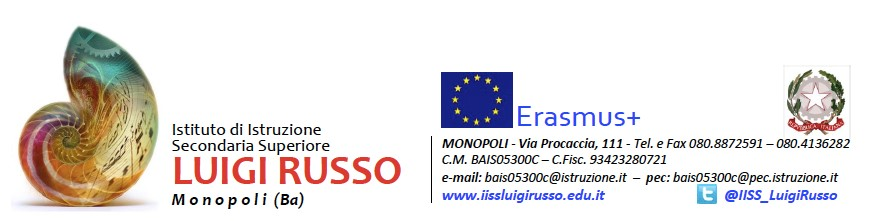 Istituto di Istruzione
Secondaria Superiore
LUIGI RUSSO
Monopoli (Ba)
Erasmus+
MONOPOLI - Via Procaccia, 111 - Tel. e Fax 080.8872591 – 080.4136282
C.M. BAIS05300C – C.Fisc. 93423280721
e-mail: bais05300c@istruzione.it – pec: bais05300c@pec.istruzione.it
www.iissluigirusso.edu.it @IISS_LuigiRusso